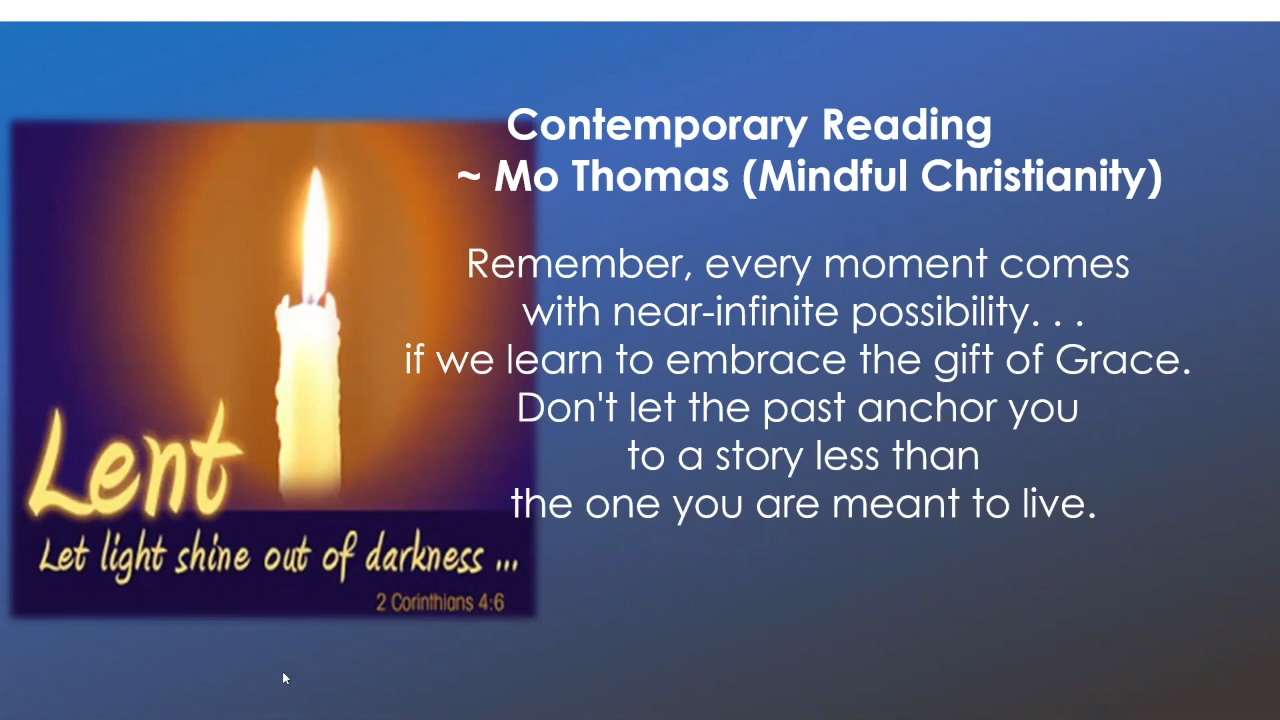 Contemporary Reading
~ Mo Thomas (Mindful Christianity)
Remember, every moment comes
with near-infinite possibility. . .
if we learn to embrace the gift of Grace.
Don't let the past anchor you
to a story less than
the one you are meant to live.
Lent
Let light shine out of darkness ...
2 Corinthians 4:6